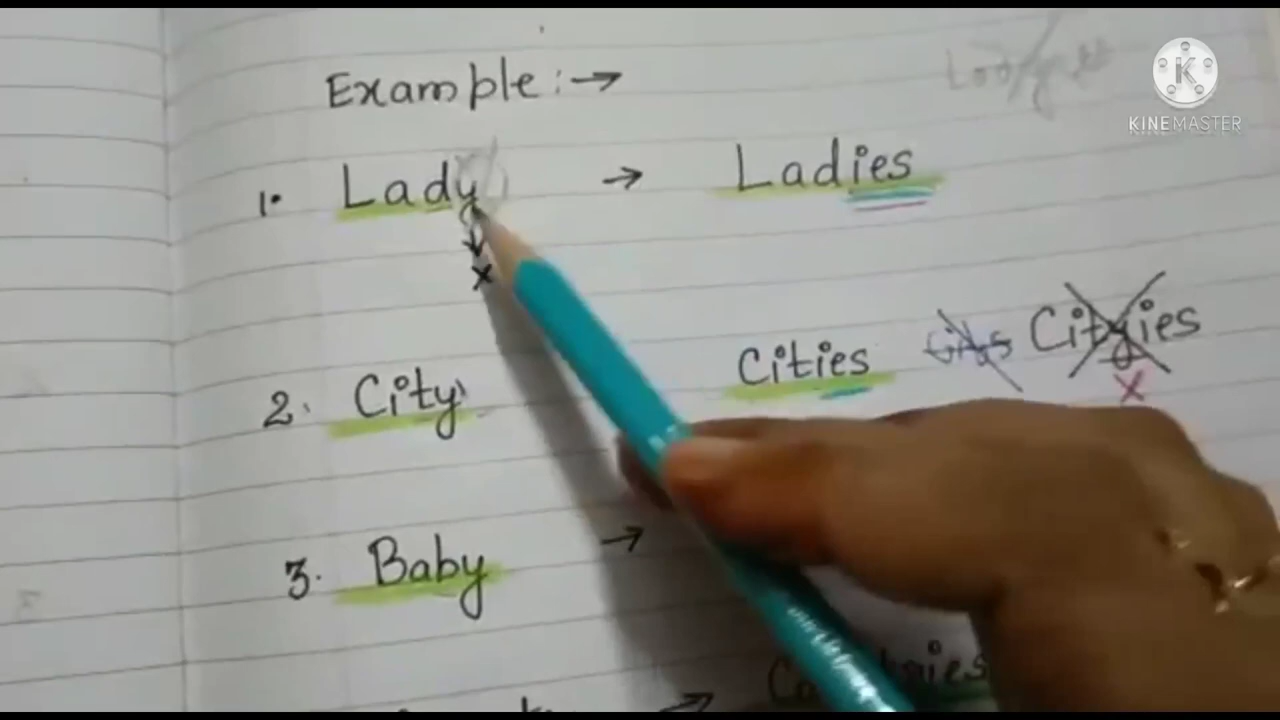 Example :→
1. Lady → Ladies
x
2. City Cities Citys Cityies
x
3. Baby →
→
KINEMASTER